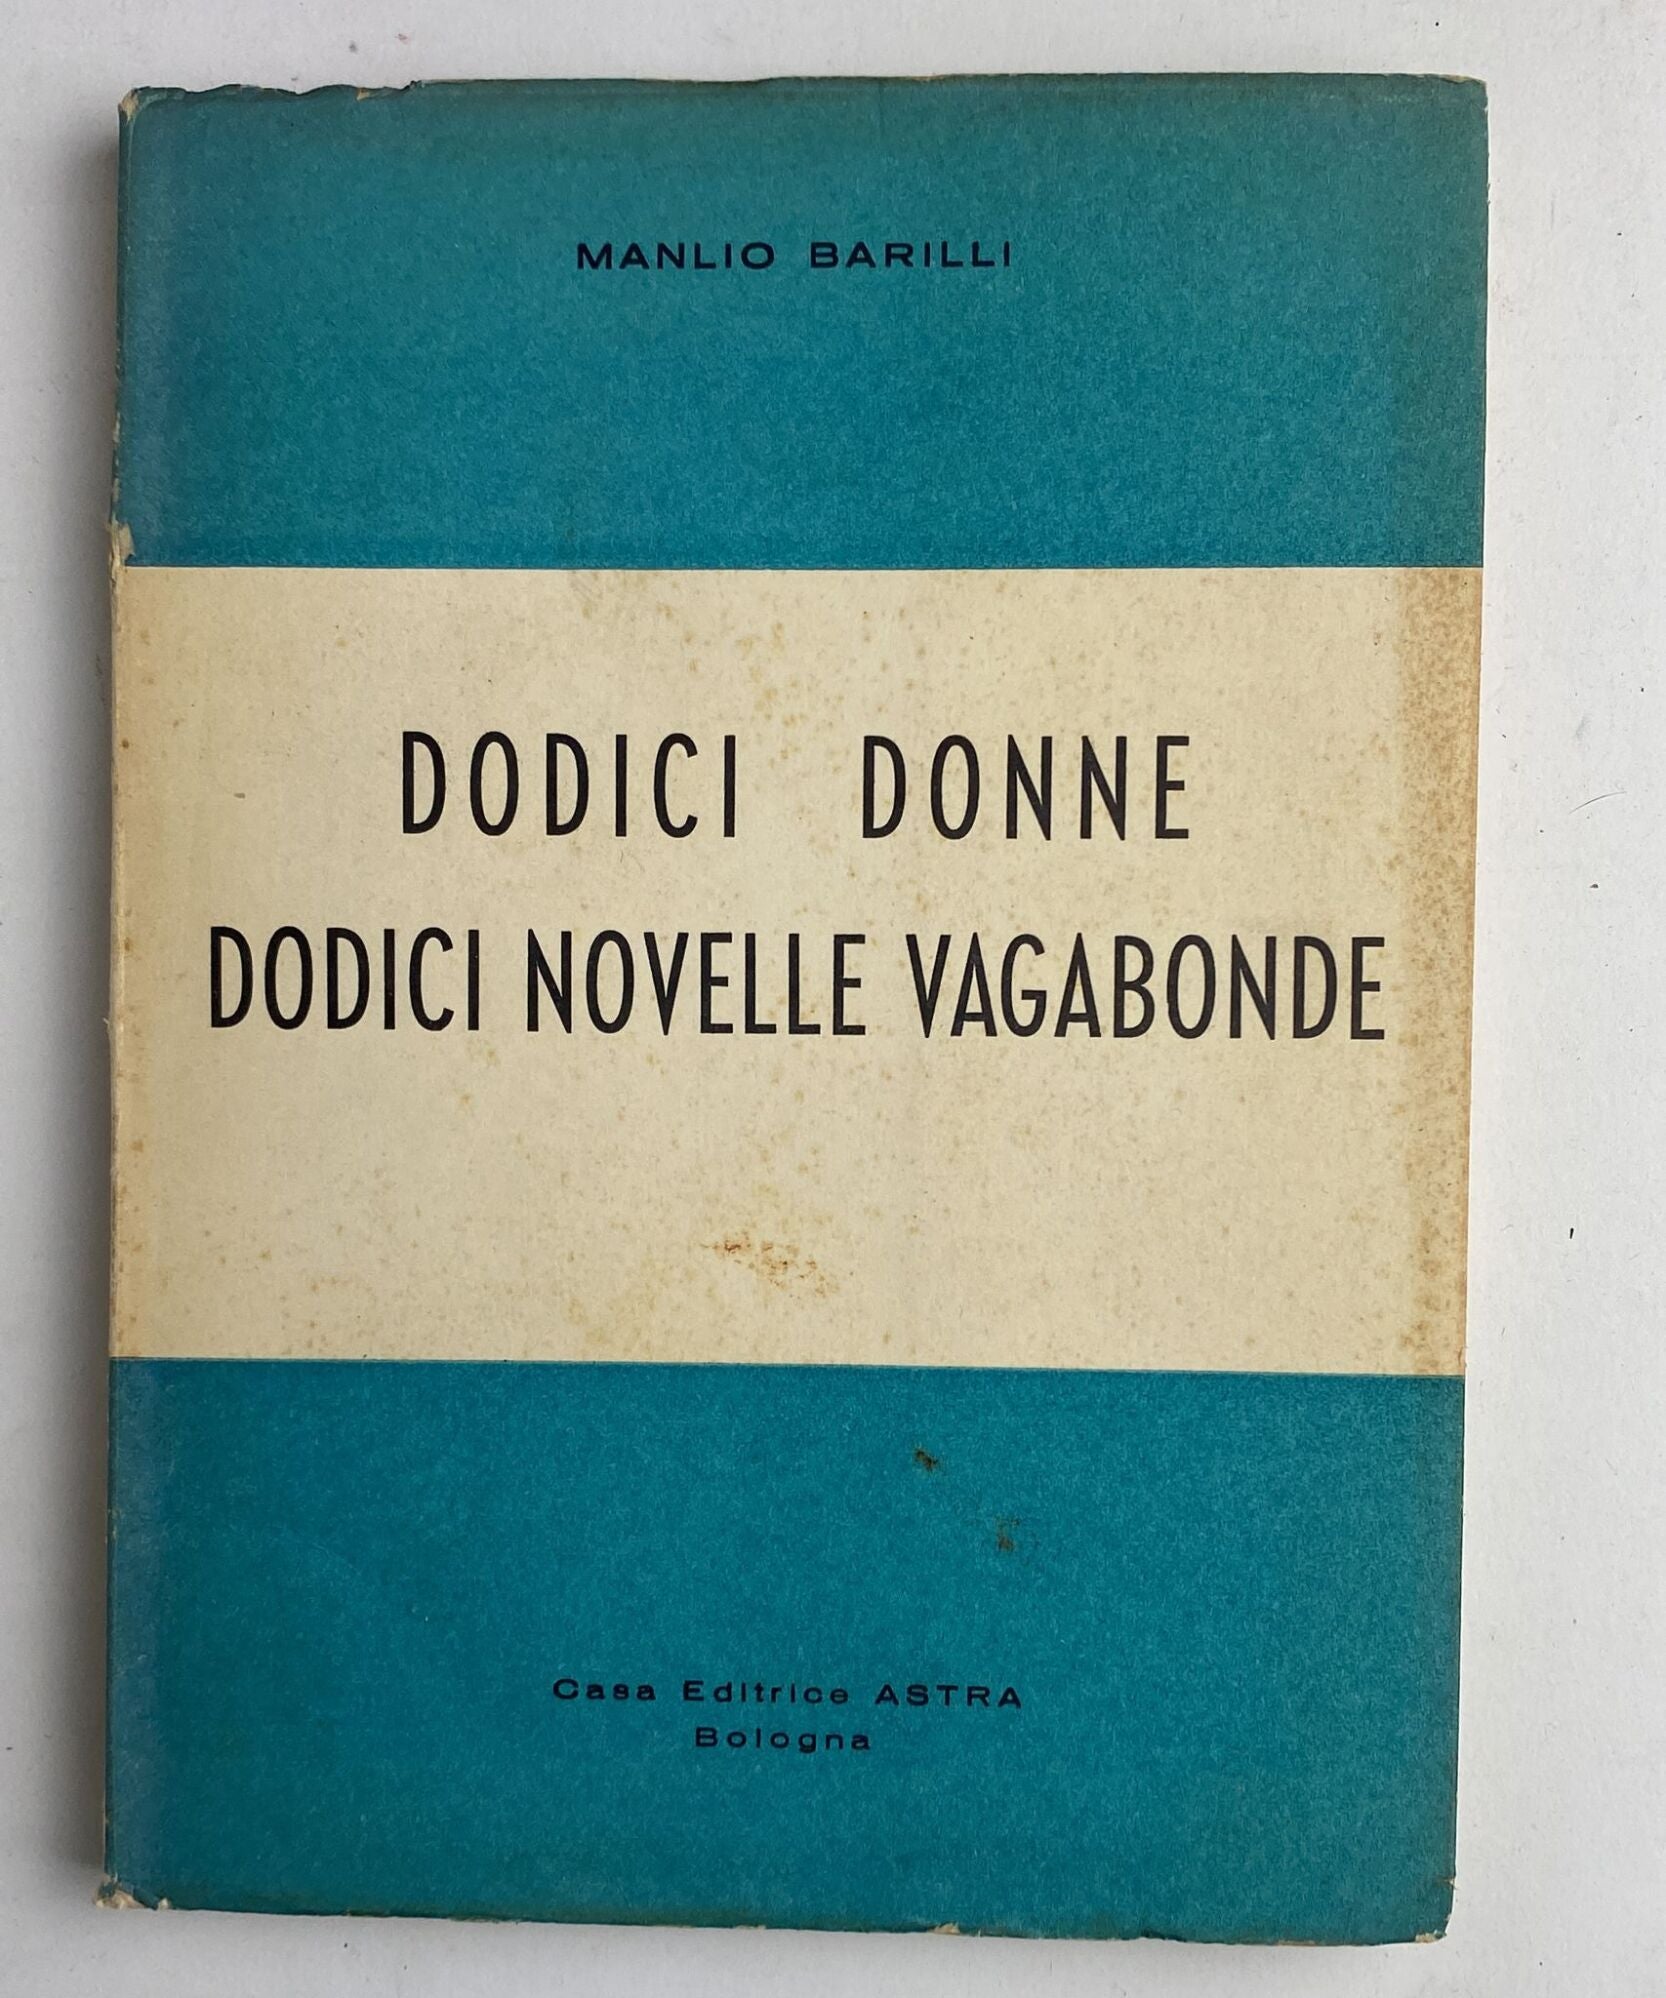 MANLIO BARILLI
DODICI DONNE
DODICI NOVELLE VAGABONDE
Casa Editrice ASTRA
Bologna